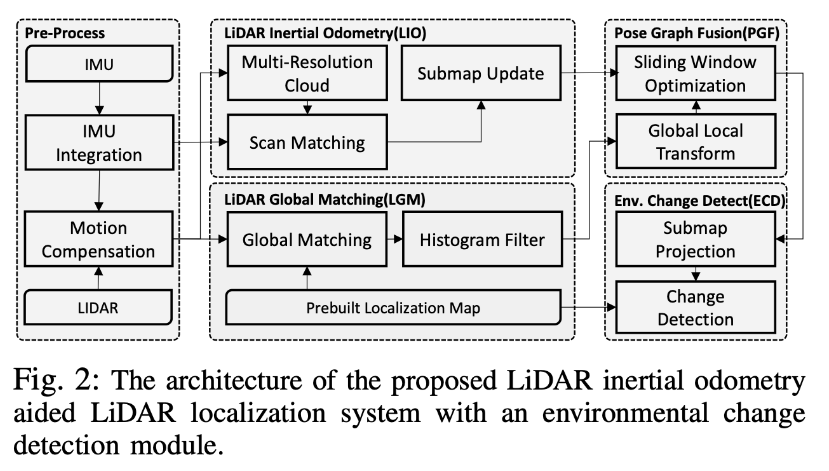 Pre-Process
IMU
IMU
Integration
Motion
Compensation
LIDAR
LiDAR Inertial Odometry(LIO)
Multi-Resolution
Cloud
Submap Update
Scan Matching
LiDAR Global Matching(LGM)
Global Matching
Histogram Filter
Prebuilt Localization Map
Pose Graph Fusion(PGF)
Sliding Window
Optimization
Global Local
Transform
Env. Change Detect(ECD)
Submap
Projection
Change
Detection
Fig. 2: The architecture of the proposed LiDAR inertial odometry
aided LiDAR localization system with an environmental change
detection module.